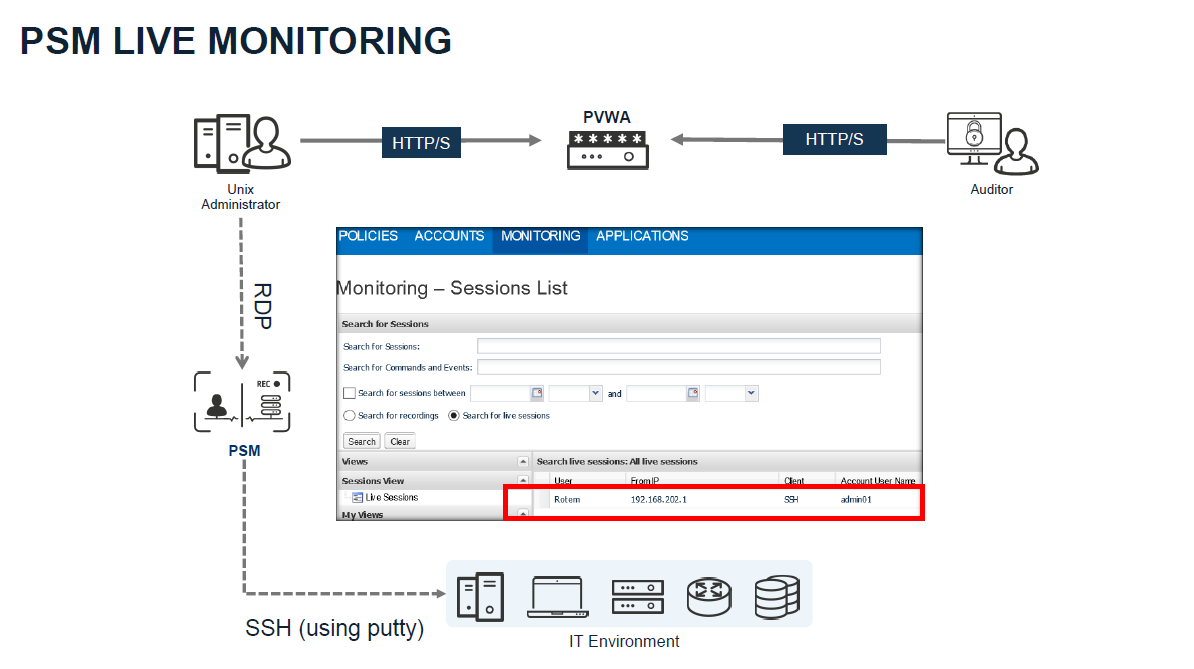 PSM LIVE MONITORING
PVWA
* * * * *
HTTP/S
HTTP/S
Unix
Administrator
Auditor
RDP
POLICIES ACCOUNTS MONITORING APPLICATIONS
Monitoring – Sessions List
Search for Sessions
Search for Sessions:
Search for Commands and Events:
Search for sessions between and
Search for recordings Search for live sessions
Search Clear
Views
Sessions View
Live Sessions
My Views
Search live sessions: All live sessions
User From IP Client Account User Name
Rotem 192.168.202.1 SSH admin01
REC
PSM
SSH (using putty)
IT Environment